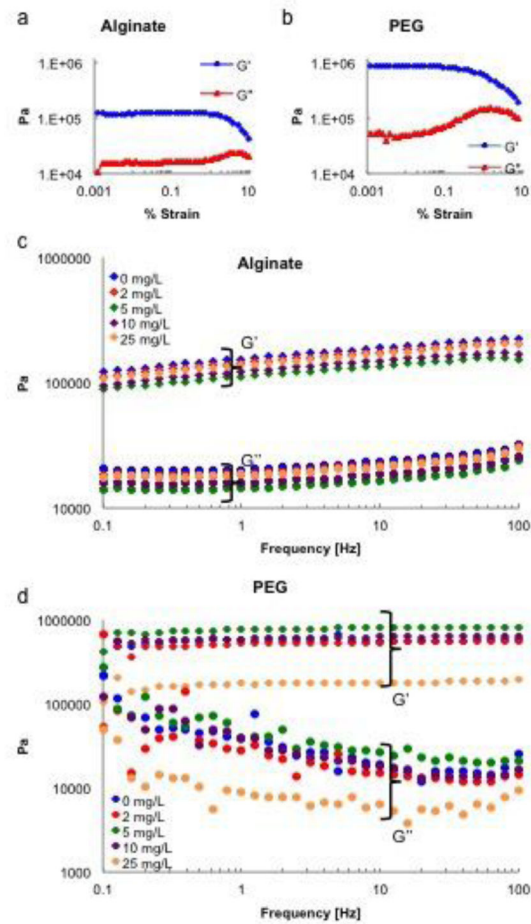 a
Alginate
1.E+06
1.E+05
1.E+04
Pa
G'
G"
0.001
0.1
10
% Strain
b
PEG
1.E+06
1.E+05
1.E+04
Pa
G'
G"
0.001
0.1
10
% Strain
c
Alginate
1000000
100000
10000
Pa
0 mg/L
2 mg/L
5 mg/L
10 mg/L
25 mg/L
G'
G''
0.1
1
10
100
Frequency [Hz]
d
PEG
1000000
100000
10000
1000
Pa
G'
G''
0 mg/L
2 mg/L
5 mg/L
10 mg/L
25 mg/L
0.1
1
10
100
Frequency [Hz]